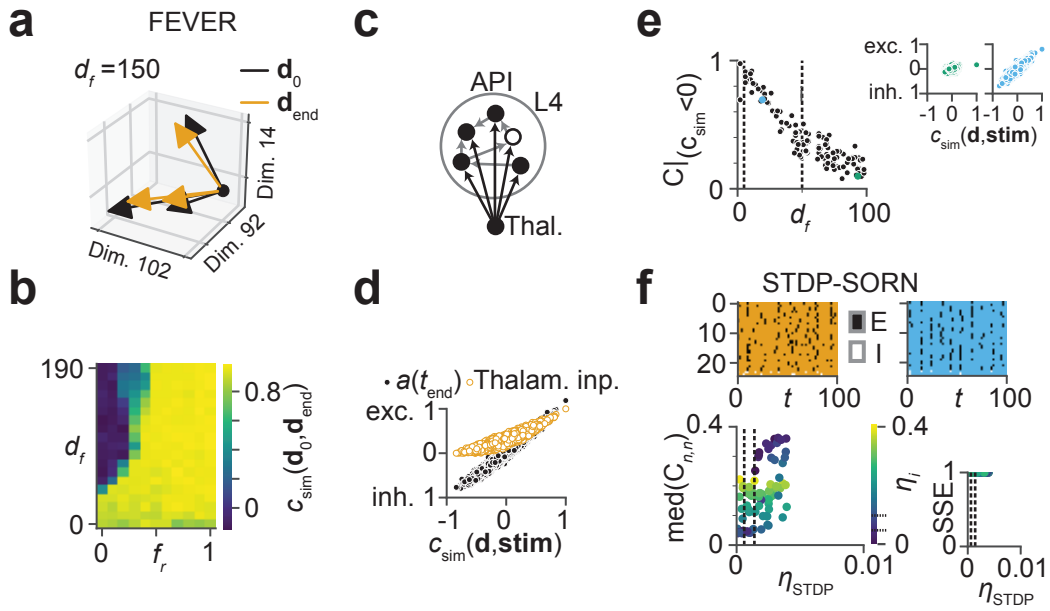 a
FEVER
d_f =150
d_0
d_end
Dim. 14
Dim. 92
Dim. 102
b
190
d_f
0
0
f_r
1
0.8
0
c_sim(d_0,d_end)
c
API
L4
Thal.
d
a(t_end) Thalam. inp.
exc.
1
0
inh.
1
-1
0
1
c_sim(d,stim)
e
1
C|(c_sim<0)
0
0
d_f
100
exc.
1
0
inh.
1
-1
0
1
-1
0
1
c_sim(d,stim)
f
STDP-SORN
0
10
20
0
t
100
E
I
0
t
100
0.4
med(C_n,n)
0
0
0.01
η_STDP
0.4
η_i
0
1
SSE_I
0
0
0.01
η_STDP